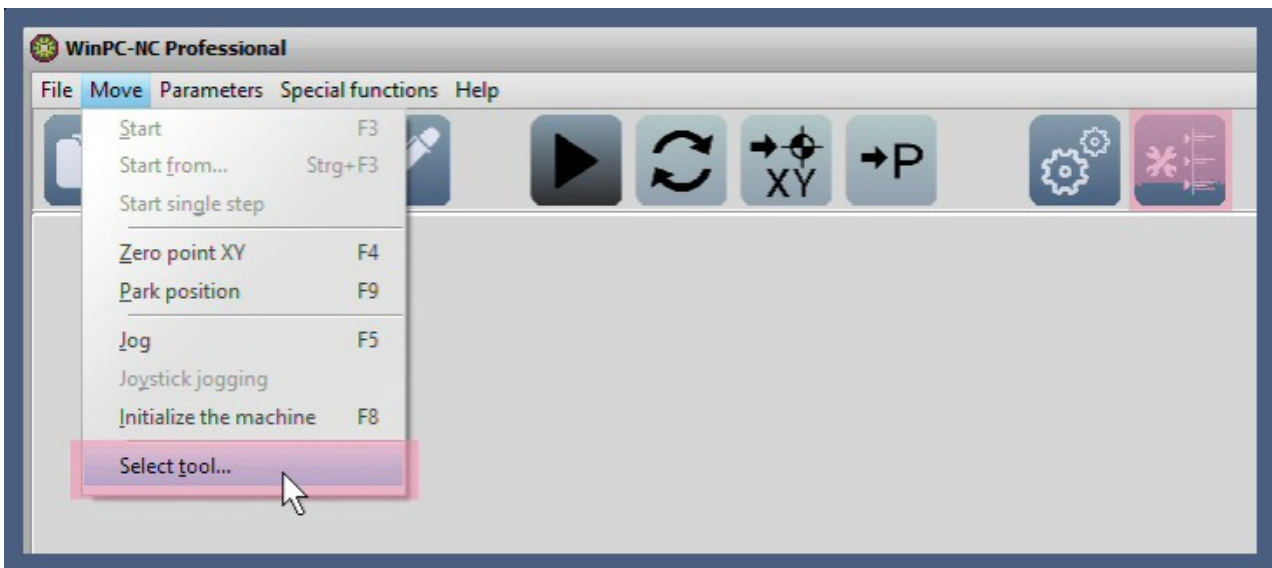 WinPC-NC Professional
File Move Parameters Special functions Help
Start F3
Start from... Strg+F3
Start single step
Zero point XY F4
Park position F9
Jog F5
Joystick jogging
Initialize the machine F8
Select tool...
XY
P